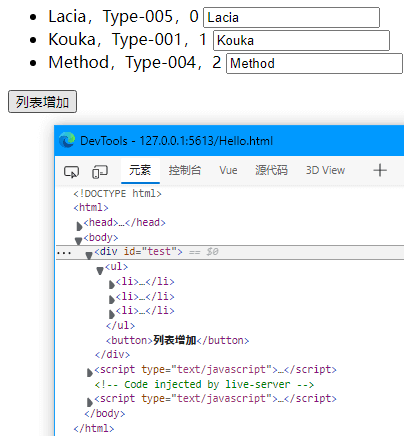 Lacia，Type-005，0 Lacia
Kouka，Type-001，1 Kouka
Method，Type-004，2 Method
列表增加
DevTools - 127.0.0.1:5613/Hello.html
元素 控制台 Vue 源代码 3D View
<!DOCTYPE html>
<html>
<head>…</head>
<body>
… <div id="test"> == $0
<ul>
<li>…</li>
<li>…</li>
<li>…</li>
</ul>
<button>列表增加</button>
</div>
<script type="text/javascript">…</script>
<!-- Code injected by live-server -->
<script type="text/javascript">…</script>
</body>
</html>